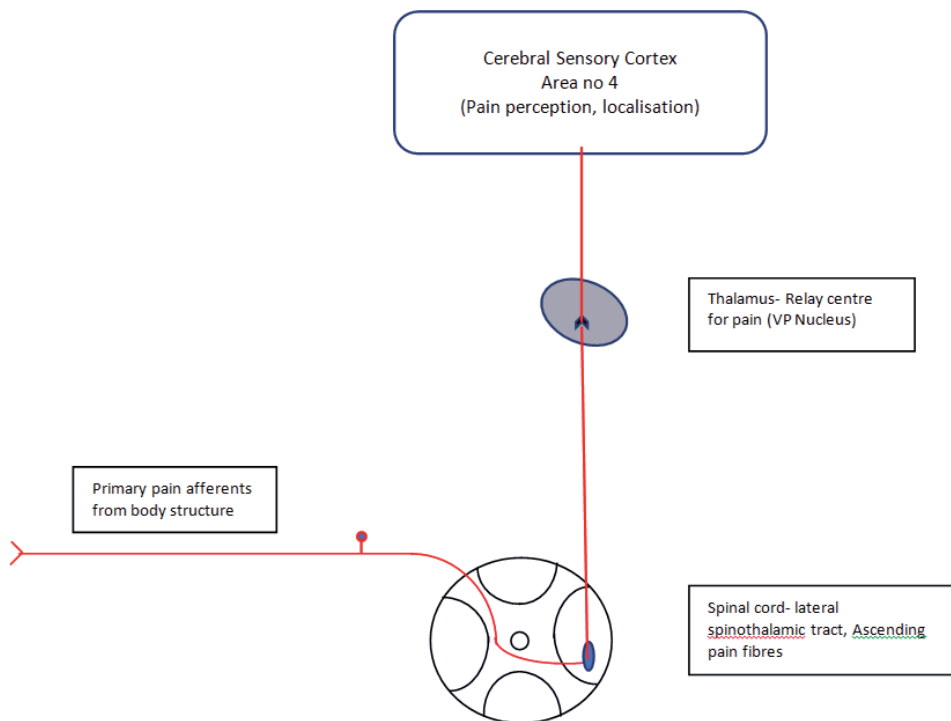 Cerebral Sensory Cortex
Area no 4
(Pain perception, localisation)
Thalamus- Relay centre
for pain (VP Nucleus)
Primary pain afferents
from body structure
Spinal cord- lateral
spinothalamic tract, Ascending
pain fibres